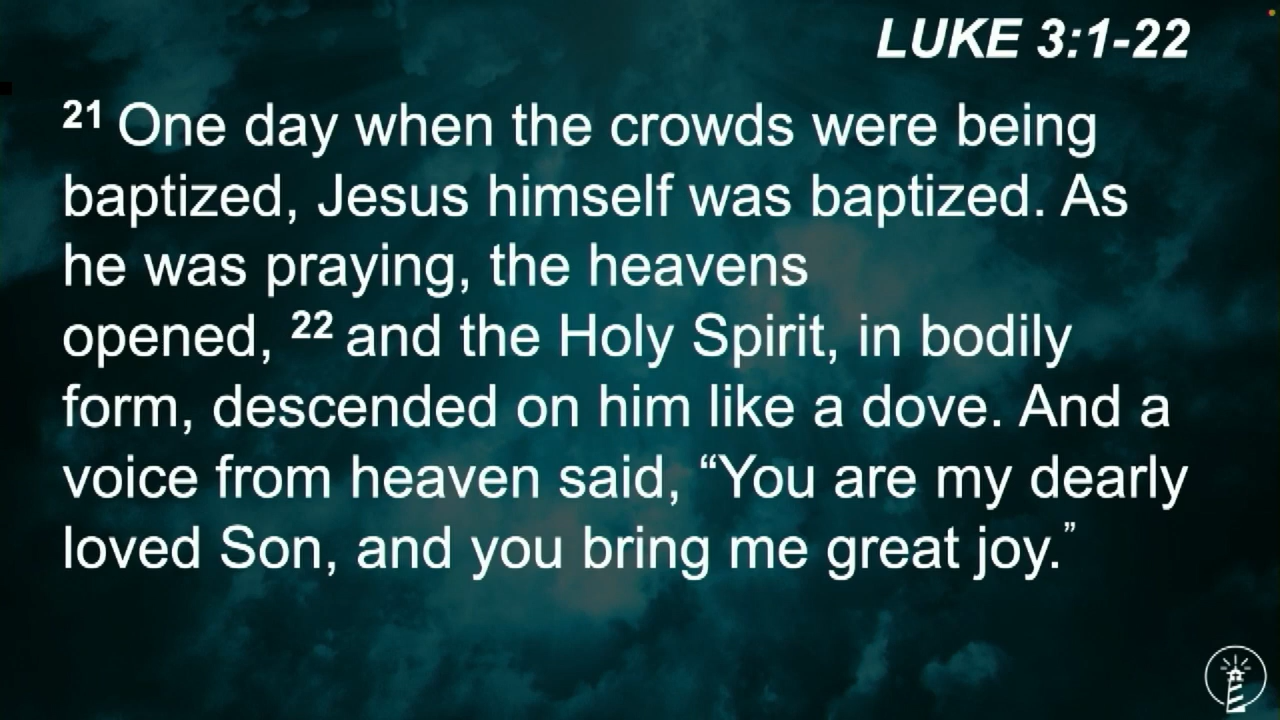 LUKE 3:1-22
21 One day when the crowds were being
baptized, Jesus himself was baptized. As
he was praying, the heavens
opened, 22 and the Holy Spirit, in bodily
form, descended on him like a dove. And a
voice from heaven said, “You are my dearly
loved Son, and you bring me great joy.”